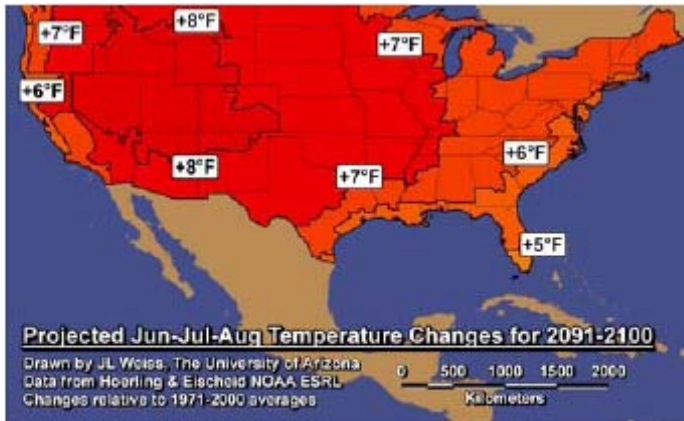 +8°F
+7°F
+7°F
+6°F
+6°F
+8°F
+7°F
+5°F
Projected Jun-Jul-Aug Temperature Changes for 2091-2100
Drawn by JL Weiss, The University of Arizona
Data from Hoerling & Eischeid NOAA ESRL
Changes relative to 1971-2000 averages
0 500 1000 1500 2000
Kilometers